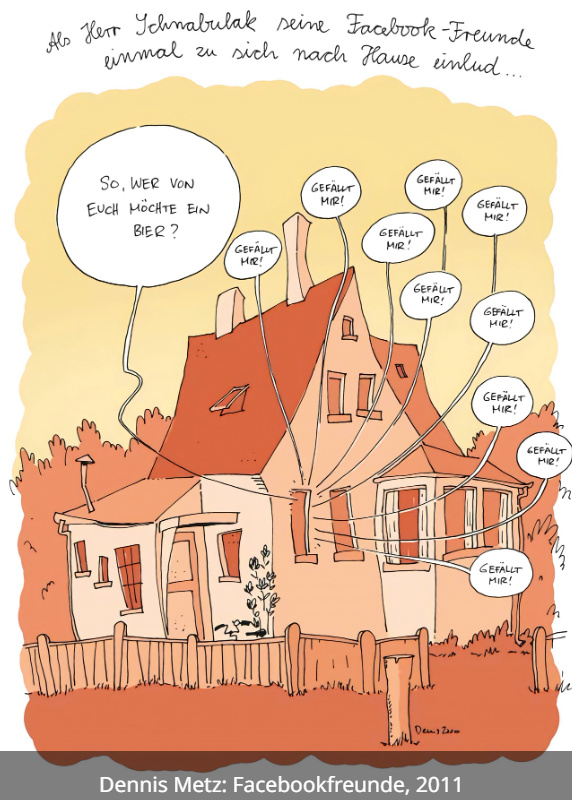 Als Herr Schnabulak seine Facebook-Freunde
einmal zu sich nach Hause einlud...
SO, WER VON
EUCH MÖCHTE EIN
BIER?
GEFÄLLT
MIR!
GEFÄLLT
MIR!
GEFÄLLT
MIR!
GEFÄLLT
MIR!
GEFÄLLT
MIR!
GEFÄLLT
MIR!
GEFÄLLT
MIR!
GEFÄLLT
MIR!
GEFÄLLT
MIR!
GEFÄLLT
MIR!
Dennis Metz: Facebookfreunde, 2011